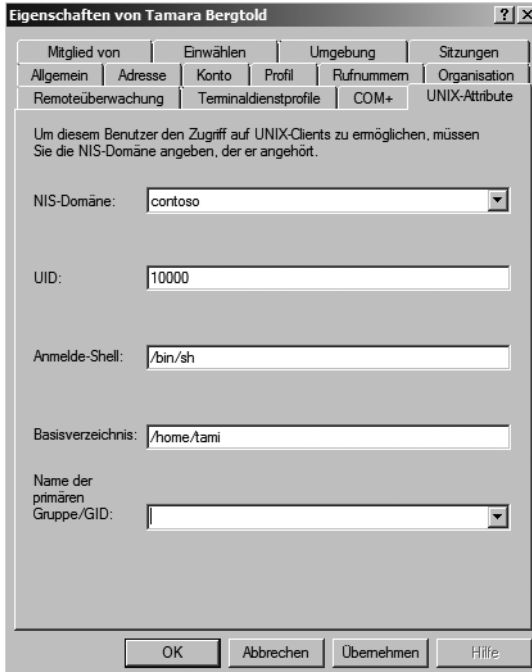 Eigenschaften von Tamara Bergtold
Mitglied von Einwählen Umgebung Sitzungen
Allgemein Adresse Konto Profil Rufnummern Organisation
Remoteüberwachung Terminaldienstprofile COM+ UNIX-Attribute
Um diesem Benutzer den Zugriff auf UNIX-Clients zu ermöglichen, müssen
Sie die NIS-Domäne angeben, der er angehört.
NIS-Domäne: contoso
UID: 10000
Anmelde-Shell: /bin/sh
Basisverzeichnis: /home/tami
Name der
primären
Gruppe/GID:
OK Abbrechen Übernehmen Hilfe